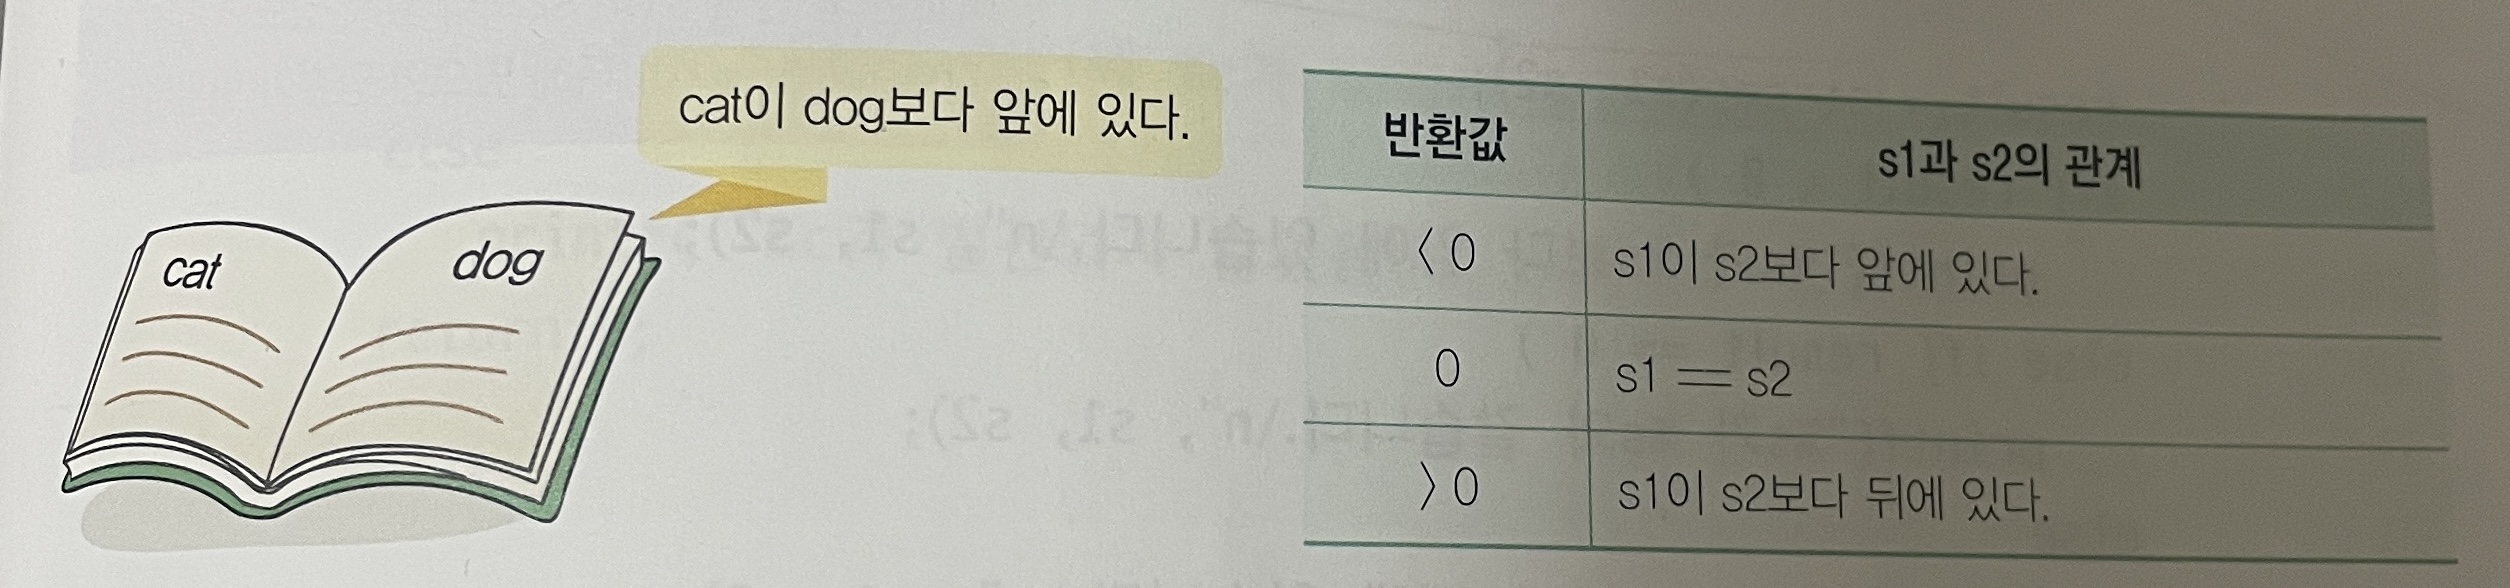 cat이 dog보다 앞에 있다.
cat
dog
반환값 s1과 s2의 관계
< 0 s1이 s2보다 앞에 있다.
0 s1 == s2
> 0 s1이 s2보다 뒤에 있다.